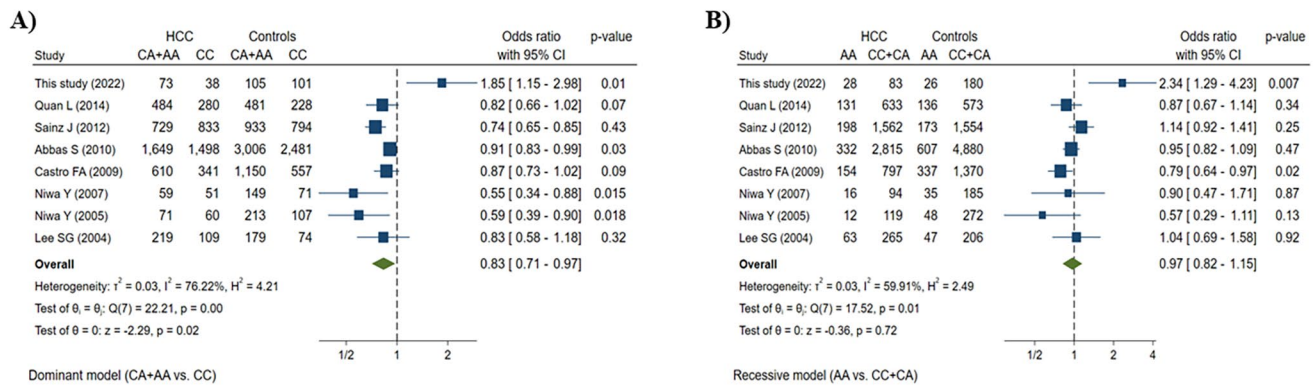 A)
HCC Controls Odds ratio p-value
Study CA+AA CC CA+AA CC with 95% CI
This study (2022) 73 38 105 101 1.85 [ 1.15 - 2.98] 0.01
Quan L (2014) 484 280 481 228 0.82 [ 0.66 - 1.02] 0.07
Sainz J (2012) 729 833 933 794 0.74 [ 0.65 - 0.85] 0.43
Abbas S (2010) 1,649 1,498 3,006 2,481 0.91 [ 0.83 - 0.99] 0.03
Castro FA (2009) 610 341 1,150 557 0.87 [ 0.73 - 1.02] 0.09
Niwa Y (2007) 59 51 149 71 0.55 [ 0.34 - 0.88] 0.015
Niwa Y (2005) 71 60 213 107 0.59 [ 0.39 - 0.90] 0.018
Lee SG (2004) 219 109 179 74 0.83 [ 0.58 - 1.18] 0.32
Overall 0.83 [ 0.71 - 0.97]
Heterogeneity: τ² = 0.03, I² = 76.22%, H² = 4.21
Test of θᵢ = θⱼ: Q(7) = 22.21, p = 0.00
Test of θ = 0: z = -2.29, p = 0.02
1/2 1 2
Dominant model (CA+AA vs. CC)
B)
HCC Controls Odds ratio p-value
Study AA CC+CA AA CC+CA with 95% CI
This study (2022) 28 83 26 180 2.34 [ 1.29 - 4.23] 0.007
Quan L (2014) 131 633 136 573 0.87 [ 0.67 - 1.14] 0.34
Sainz J (2012) 198 1,562 173 1,554 1.14 [ 0.92 - 1.41] 0.25
Abbas S (2010) 332 2,815 607 4,880 0.95 [ 0.82 - 1.09] 0.47
Castro FA (2009) 154 797 337 1,370 0.79 [ 0.64 - 0.97] 0.02
Niwa Y (2007) 16 94 35 185 0.90 [ 0.47 - 1.71] 0.87
Niwa Y (2005) 12 119 48 272 0.57 [ 0.29 - 1.11] 0.13
Lee SG (2004) 63 265 47 206 1.04 [ 0.69 - 1.58] 0.92
Overall 0.97 [ 0.82 - 1.15]
Heterogeneity: τ² = 0.03, I² = 59.91%, H² = 2.49
Test of θᵢ = θⱼ: Q(7) = 17.52, p = 0.01
Test of θ = 0: z = -0.36, p = 0.72
1/2 1 2 4
Recessive model (AA vs. CC+CA)